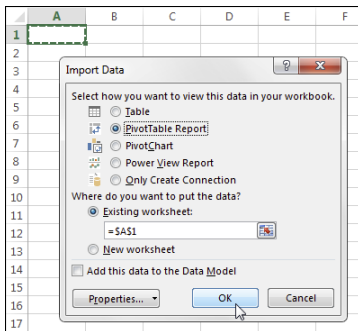 A B C D E F
1
2
3
Import Data
4
Select how you want to view this data in your workbook.
5
Table
6
PivotTable Report
7
PivotChart
8
Power View Report
9
Only Create Connection
10
Where do you want to put the data?
11
Existing worksheet:
12
=$A$1
13
New worksheet
14
Add this data to the Data Model
15
Properties... OK Cancel
16
17